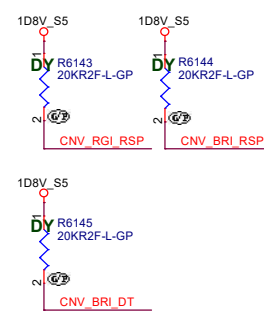 1D8V_S5
1
DY
R6143
20KR2F-L-GP
2
G/P
CNV_RGI_RSP
1D8V_S5
1
DY
R6144
20KR2F-L-GP
2
G/P
CNV_BRI_RSP
1D8V_S5
1
DY
R6145
20KR2F-L-GP
2
G/P
CNV_BRI_DT